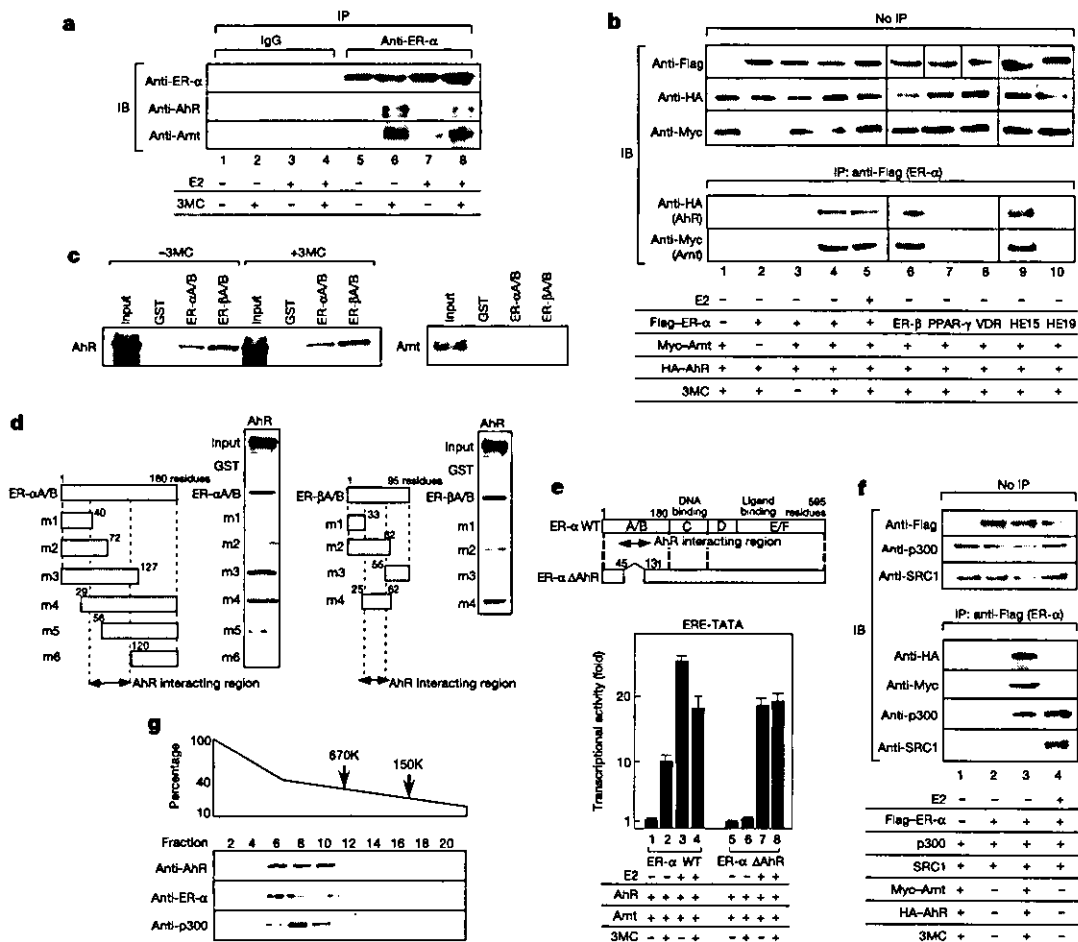 a
IP
IgG
Anti-ER-α
IB
Anti-ER-α
Anti-AhR
Anti-Arnt
1 2 3 4 5 6 7 8
E2 – – + + – – + +
3MC – + – + – + – +
b
No IP
IB
Anti-Flag
Anti-HA
Anti-Myc
IP: anti-Flag (ER-α)
Anti-HA
(AhR)
Anti-Myc
(Arnt)
1 2 3 4 5 6 7 8 9 10
E2 – – – – + – – – – –
Flag–ER-α – + + + + ER-β PPAR-γ VDR HE15 HE19
Myc–Arnt + – + + + + + + + +
HA–AhR + + + + + + + + + +
3MC + + – + + + + + + +
c
–3MC
+3MC
Input
GST
ER-αA/B
ER-βA/B
Input
GST
ER-αA/B
ER-βA/B
AhR
Input
GST
ER-αA/B
ER-βA/B
Arnt
d
AhR
Input
GST
ER-αA/B
m1
m2
m3
m4
m5
m6
1
180 residues
ER-αA/B
m1
40
m2
72
m3
127
m4
29
m5
56
m6
120
AhR interacting region
AhR
Input
GST
ER-βA/B
m1
m2
m3
m4
1
95 residues
ER-βA/B
m1
33
m2
62
m3
55
m4
25
62
AhR Interacting region
e
1
180
DNA
binding
Ligand
binding
595
residues
ER-α WT
A/B
C
D
E/F
AhR interacting region
45
131
ER-α ΔAhR
ERE-TATA
Transcriptional activity (fold)
20
10
1
1 2 3 4 5 6 7 8
ER-α WT
ER-α ΔAhR
E2 – – + + – – + +
AhR + + + + + + + +
Arnt + + + + + + + +
3MC – + – + – + – +
f
No IP
IB
Anti-Flag
Anti-p300
Anti-SRC1
IP: anti-Flag (ER-α)
Anti-HA
Anti-Myc
Anti-p300
Anti-SRC1
1 2 3 4
E2 – – – +
Flag–ER-α – + + +
p300 + + + +
SRC1 + + + +
Myc–Arnt + – + –
HA–AhR + – + –
3MC + – + –
g
Percentage
100
40
10
670K
150K
Fraction 2 4 6 8 10 12 14 16 18 20
Anti-AhR
Anti-ER-α
Anti-p300